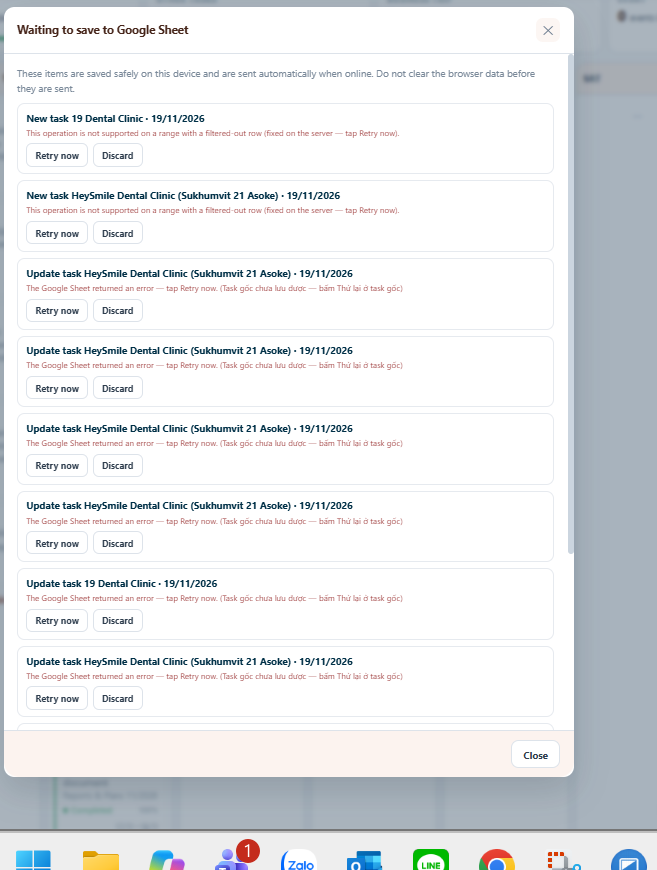 Waiting to save to Google Sheet
These items are saved safely on this device and are sent automatically when online. Do not clear the browser data before
they are sent.
New task 19 Dental Clinic · 19/11/2026
This operation is not supported on a range with a filtered-out row (fixed on the server — tap Retry now).
Retry now Discard
New task HeySmile Dental Clinic (Sukhumvit 21 Asoke) · 19/11/2026
This operation is not supported on a range with a filtered-out row (fixed on the server — tap Retry now).
Retry now Discard
Update task HeySmile Dental Clinic (Sukhumvit 21 Asoke) · 19/11/2026
The Google Sheet returned an error — tap Retry now. (Task gốc chưa lưu được — bấm Thử lại ở task gốc)
Retry now Discard
Update task HeySmile Dental Clinic (Sukhumvit 21 Asoke) · 19/11/2026
The Google Sheet returned an error — tap Retry now. (Task gốc chưa lưu được — bấm Thử lại ở task gốc)
Retry now Discard
Update task HeySmile Dental Clinic (Sukhumvit 21 Asoke) · 19/11/2026
The Google Sheet returned an error — tap Retry now. (Task gốc chưa lưu được — bấm Thử lại ở task gốc)
Retry now Discard
Update task HeySmile Dental Clinic (Sukhumvit 21 Asoke) · 19/11/2026
The Google Sheet returned an error — tap Retry now. (Task gốc chưa lưu được — bấm Thử lại ở task gốc)
Retry now Discard
Update task 19 Dental Clinic · 19/11/2026
The Google Sheet returned an error — tap Retry now. (Task gốc chưa lưu được — bấm Thử lại ở task gốc)
Retry now Discard
Update task HeySmile Dental Clinic (Sukhumvit 21 Asoke) · 19/11/2026
The Google Sheet returned an error — tap Retry now. (Task gốc chưa lưu được — bấm Thử lại ở task gốc)
Retry now Discard
Close
1
Zalo
LINE